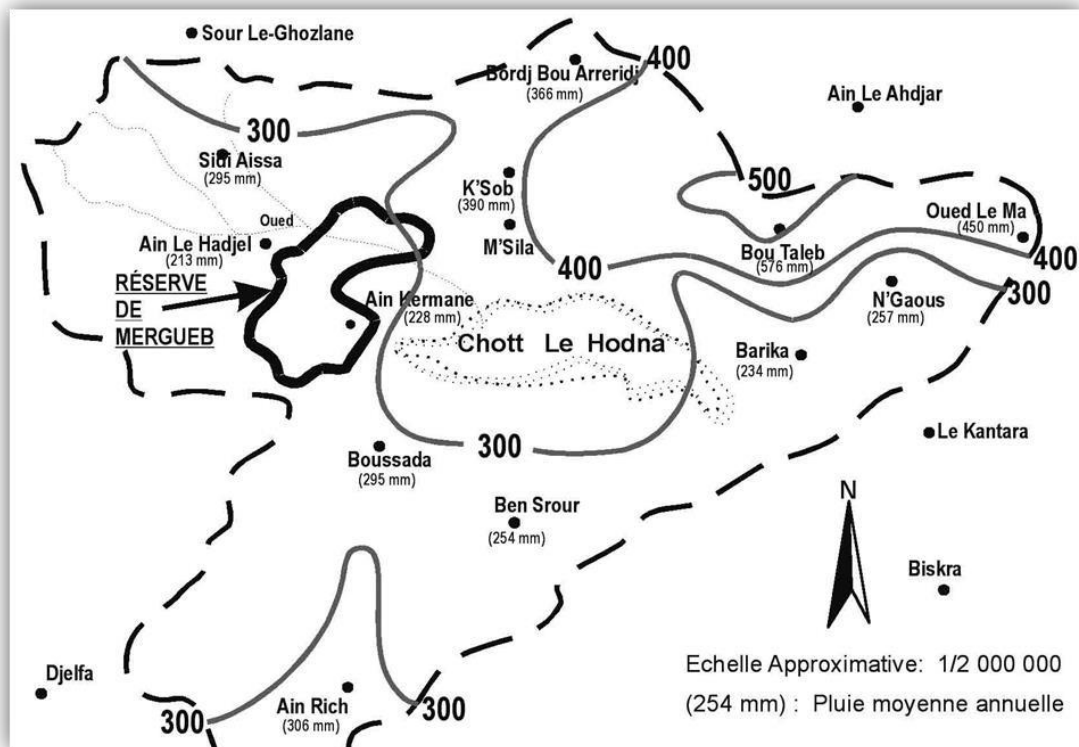 Sour Le-Ghozlane
400
Bordj Bou Arreridj
(366 mm)
Ain Le Ahdjar
300
Sidi Aissa
(295 mm)
K'Sob
(390 mm)
500
Oued Le Ma
(450 mm)
Oued
Ain Le Hadjel
(213 mm)
M'Sila
Bou Taleb
(576 mm)
400
400
RÉSERVE
DE
MERGUEB
Ain Kermane
(228 mm)
N'Gaous
(257 mm)
300
Chott Le Hodna
Barika
(234 mm)
Le Kantara
300
Boussada
(295 mm)
Ben Srour
(254 mm)
N
Biskra
Djelfa
Echelle Approximative: 1/2 000 000
(254 mm) : Pluie moyenne annuelle
300
Ain Rich
(306 mm)
300